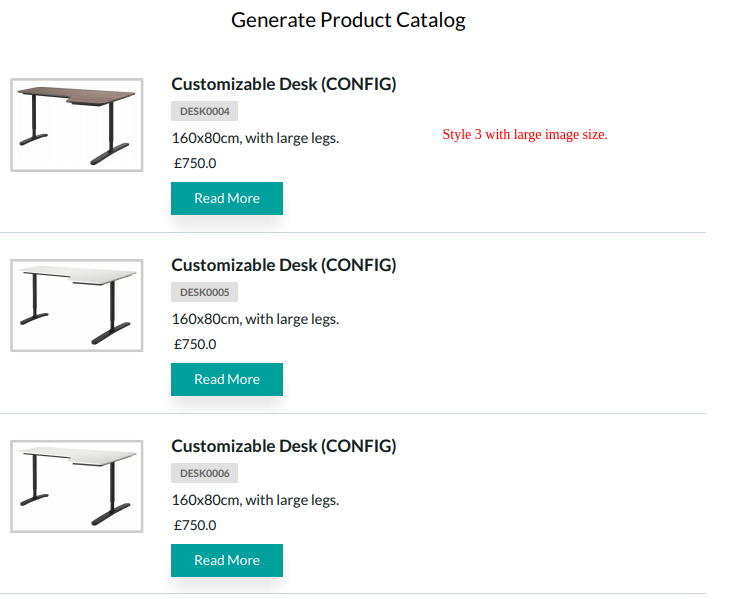 Generate Product Catalog
Customizable Desk (CONFIG)
DESK0004
160x80cm, with large legs.
£750.0
Read More
Style 3 with large image size.
Customizable Desk (CONFIG)
DESK0005
160x80cm, with large legs.
£750.0
Read More
Customizable Desk (CONFIG)
DESK0006
160x80cm, with large legs.
£750.0
Read More